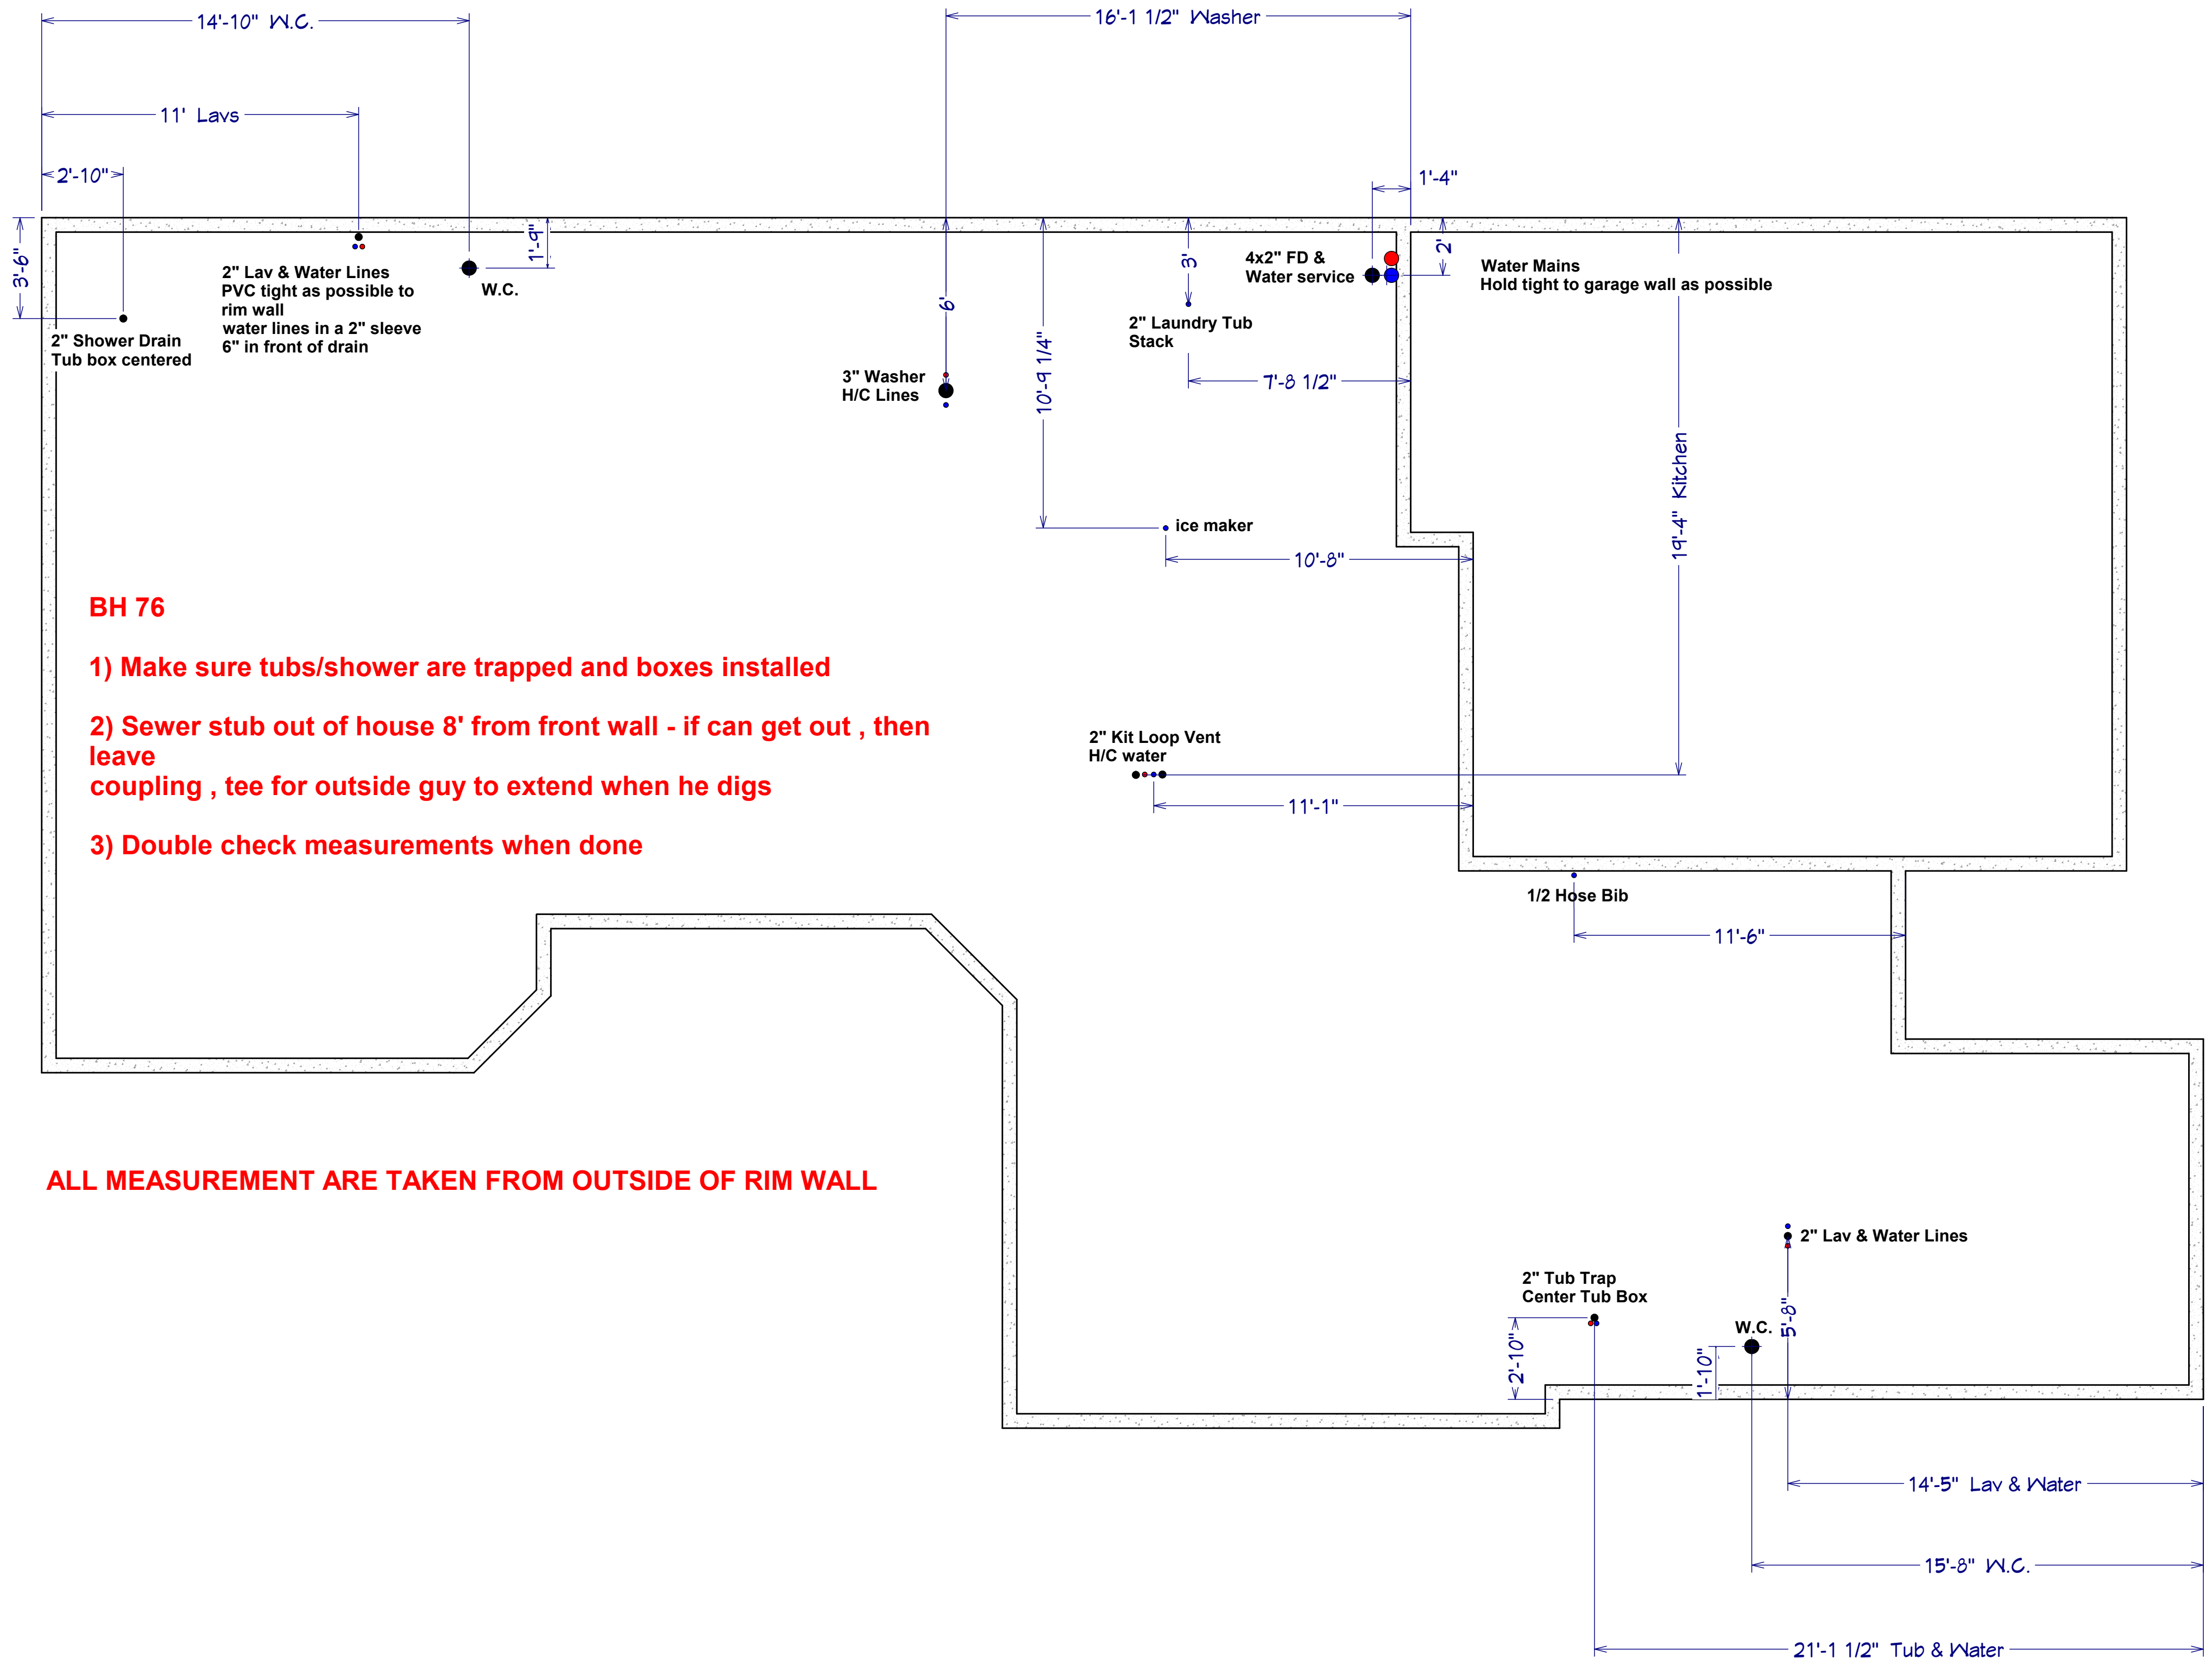 14'-10" W.C.
16'-1 1/2" Washer
11' Lavs
2'-10"
1'-4"
3'-6"
1'-9"
6'
10'-9 1/4"
3'
2'
4x2" FD &
Water service
Water Mains
Hold tight to garage wall as possible
2" Lav & Water Lines
PVC tight as possible to
rim wall
water lines in a 2" sleeve
6" in front of drain
W.C.
2" Shower Drain
Tub box centered
2" Laundry Tub
Stack
3" Washer
H/C Lines
7'-8 1/2"
19'-4" Kitchen
ice maker
10'-8"
BH 76
1) Make sure tubs/shower are trapped and boxes installed
2) Sewer stub out of house 8' from front wall - if can get out , then
leave
coupling , tee for outside guy to extend when he digs
3) Double check measurements when done
2" Kit Loop Vent
H/C water
11'-1"
1/2 Hose Bib
11'-6"
ALL MEASUREMENT ARE TAKEN FROM OUTSIDE OF RIM WALL
2" Lav & Water Lines
2" Tub Trap
Center Tub Box
W.C.
5'-8"
2'-10"
1'-10"
14'-5" Lav & Water
15'-8" W.C.
21'-1 1/2" Tub & Water